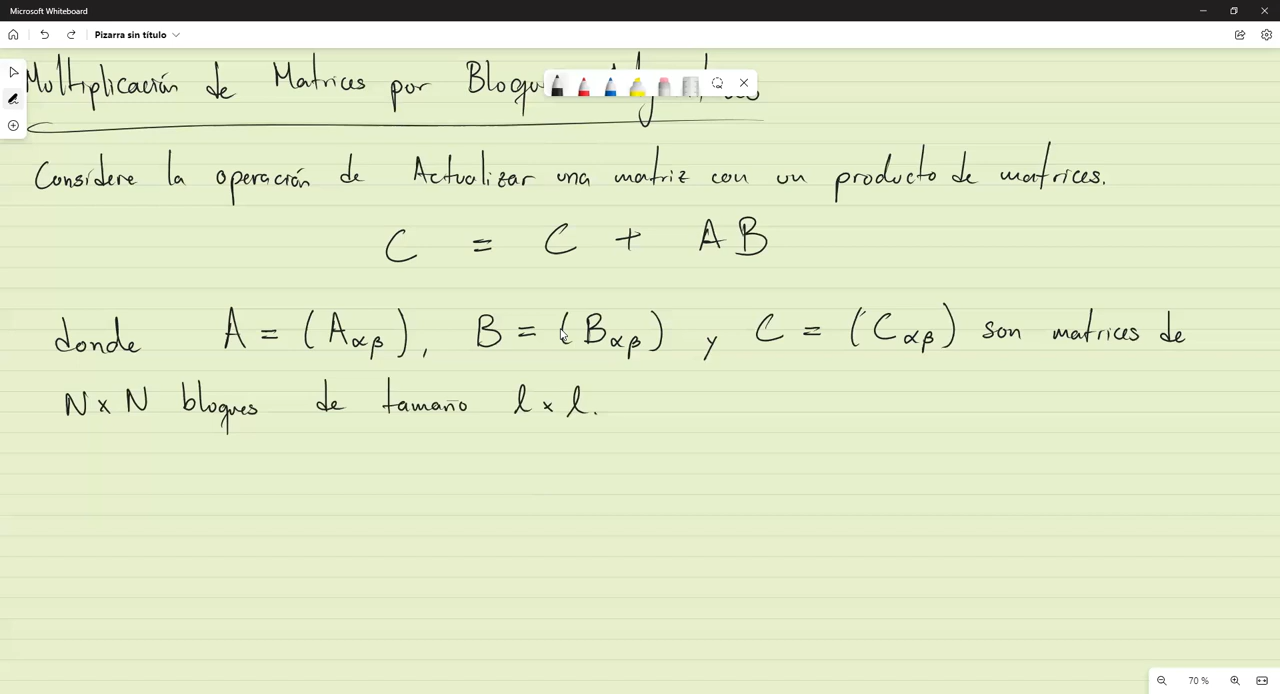 Microsoft Whiteboard
Pizarra sin título
Multiplicación de Matrices por
Considere la operación de Actualizar una matriz con un producto de matrices.
C = C + AB
donde A = (Aαβ), B = (Bαβ) y C = (Cαβ) son matrices de
N x N bloques de tamaño l x l.
70 %